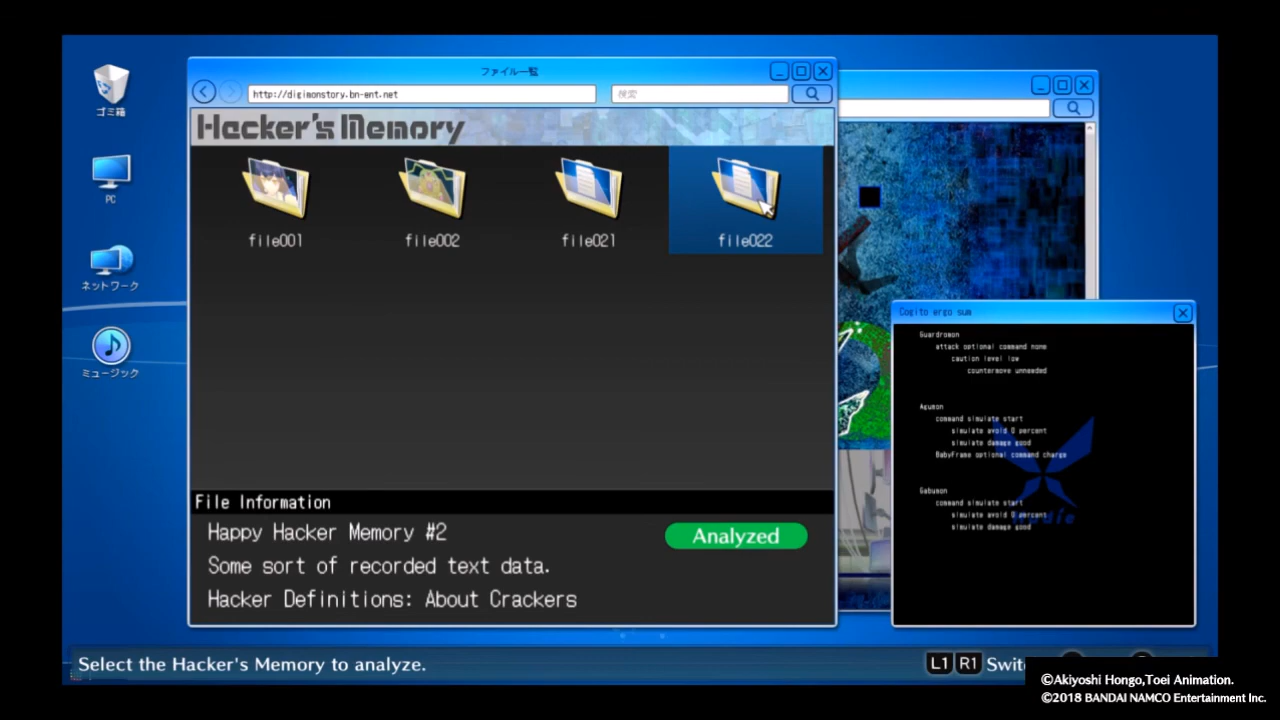 ファイル一覧
http://digimonstory.bn-ent.net
検索
Hacker's Memory
ゴミ箱
PC
ネットワーク
ミュージック
file001
file002
file021
file022
File Information
Happy Hacker Memory #2
Analyzed
Some sort of recorded text data.
Hacker Definitions: About Crackers
Cogito ergo sum
Guardromon
attack optional command none
caution level low
countermove unneeded
Agumon
command simulate start
simulate avoid 0 percent
simulate damage good
BabyFrame optional command charge
Gabumon
command simulate start
simulate avoid 0 percent
simulate damage good
Select the Hacker's Memory to analyze.
L1 R1
©Akiyoshi Hongo,Toei Animation.
©2018 BANDAI NAMCO Entertainment Inc.